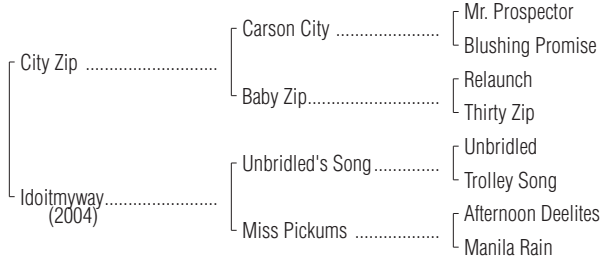 Mr. Prospector
Carson City ....................
Blushing Promise
City Zip .........................
Relaunch
Baby Zip.........................
Thirty Zip
Unbridled
Unbridled's Song.............
Trolley Song
Idoitmyway......................
(2004)
Afternoon Deelites
Miss Pickums ................
Manila Rain